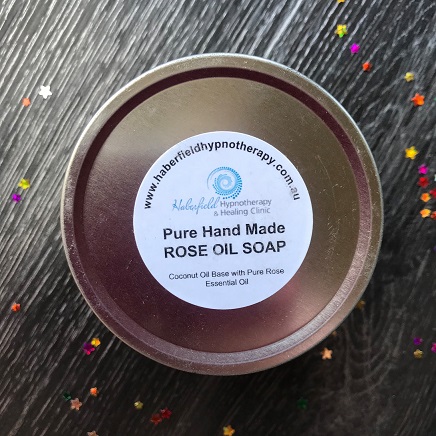 www.haberfieldhypnotherapy.com.au
Haberfield Hypnotherapy
& Healing Clinic
Pure Hand Made
ROSE OIL SOAP
Coconut Oil Base with Pure Rose
Essential Oil